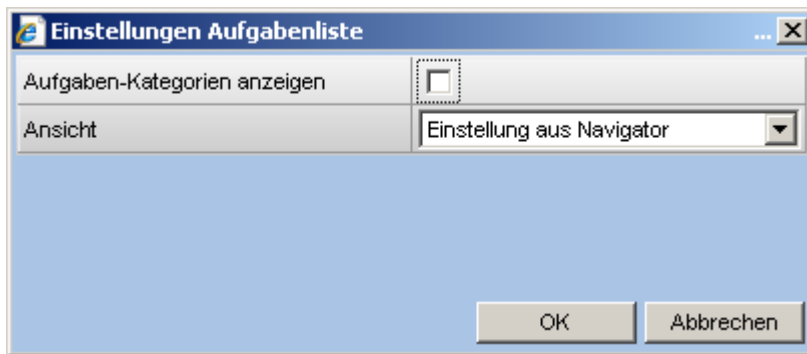 Einstellungen Aufgabenliste ...
Aufgaben-Kategorien anzeigen
Ansicht Einstellung aus Navigator
OK Abbrechen